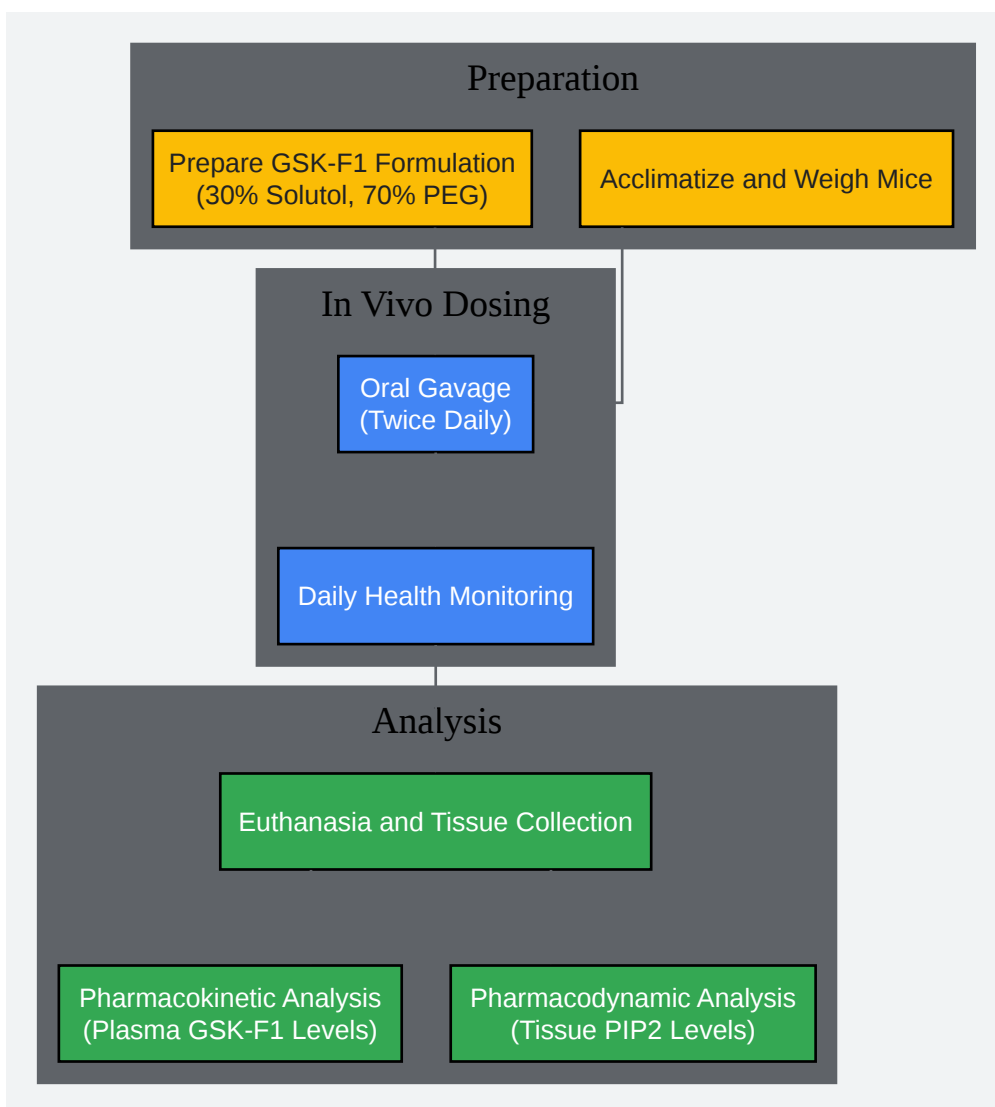 Preparation
Prepare GSK-F1 Formulation
(30% Solutol, 70% PEG)
Acclimatize and Weigh Mice
In Vivo Dosing
Oral Gavage
(Twice Daily)
Daily Health Monitoring
Analysis
Euthanasia and Tissue Collection
Pharmacokinetic Analysis
(Plasma GSK-F1 Levels)
Pharmacodynamic Analysis
(Tissue PIP2 Levels)